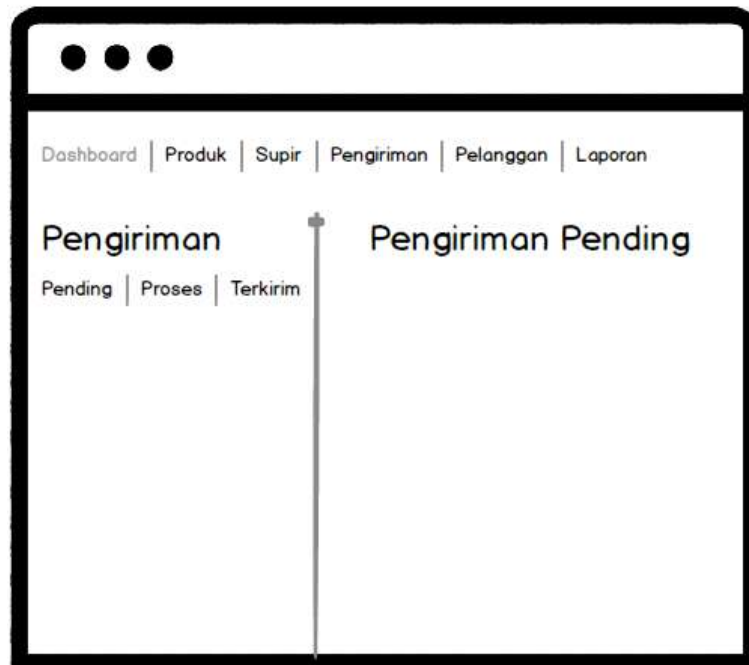 Dashboard | Produk | Supir | Pengiriman | Pelanggan | Laporan
Pengiriman
Pending | Proses | Terkirim
Pengiriman Pending